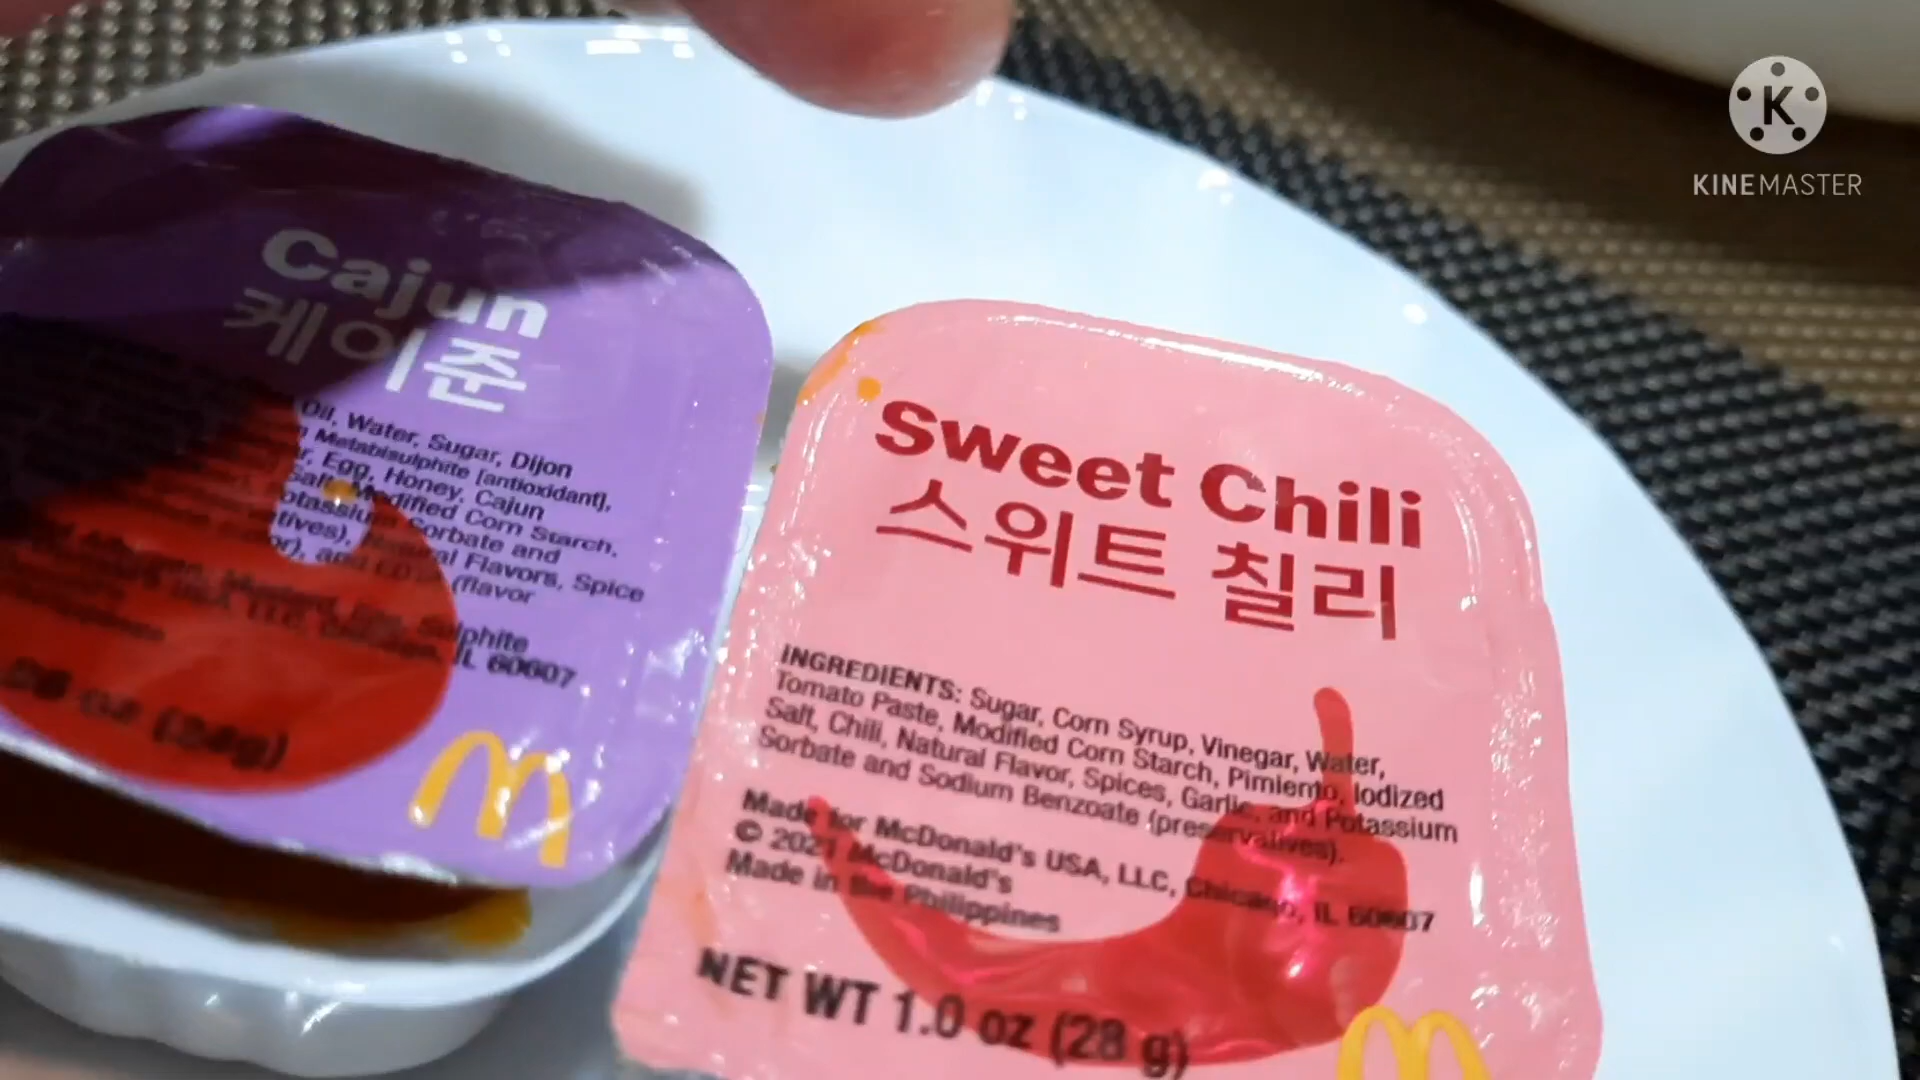 KINEMASTER
Cajun
케이준
Oil, Water, Sugar, Dijon
Metabisulphite [antioxidant],
Egg, Honey, Cajun
Salt, Modified Corn Starch,
Sorbate and
Natural Flavors, Spice
(flavor
IL 60607
Sweet Chili
스위트 칠리
INGREDIENTS: Sugar, Corn Syrup, Vinegar, Water,
Tomato Paste, Modified Corn Starch, Pimiento, Iodized
Salt, Chili, Natural Flavor, Spices, Garlic, and Potassium
Sorbate and Sodium Benzoate (preservatives).
Made for McDonald's USA, LLC, Chicago, IL 60607
© 2021 McDonald's
Made in the Philippines
NET WT 1.0 oz (28 g)